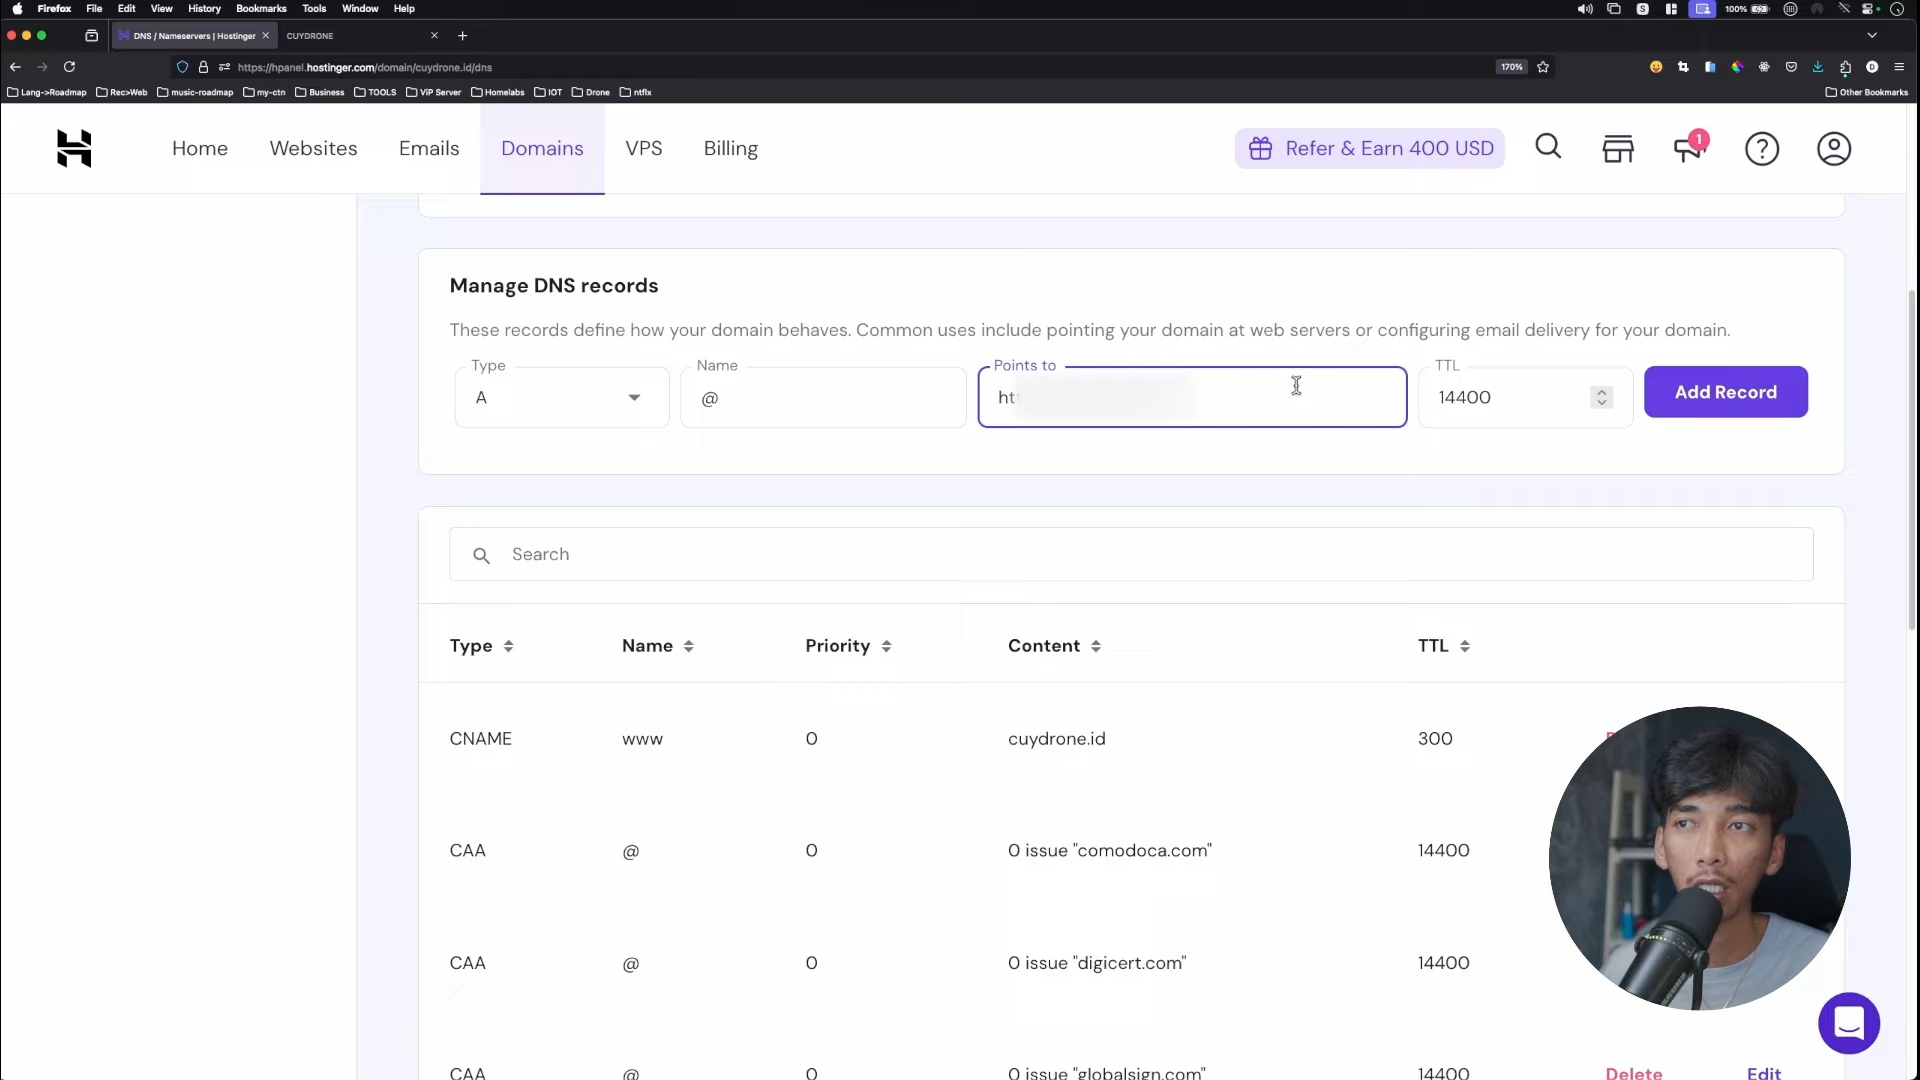 Firefox File Edit View History Bookmarks Tools Window Help 100%
DNS / Nameservers | Hostinger CUYDRONE
https://hpanel.hostinger.com/domain/cuydrone.id/dns 170%
Lang->Roadmap Rec>Web music-roadmap my-ctn Business TOOLS ViP Server Homelabs IOT Drone ntflx Other Bookmarks
Home Websites Emails Domains VPS Billing Refer & Earn 400 USD 1
Manage DNS records
These records define how your domain behaves. Common uses include pointing your domain at web servers or configuring email delivery for your domain.
Type Name Points to TTL
A @ 14400 Add Record
Search
Type Name Priority Content TTL
CNAME www 0 cuydrone.id 300
CAA @ 0 0 issue "comodoca.com" 14400
CAA @ 0 0 issue "digicert.com" 14400
CAA @ 0 0 issue "globalsign.com" 14400 Delete Edit